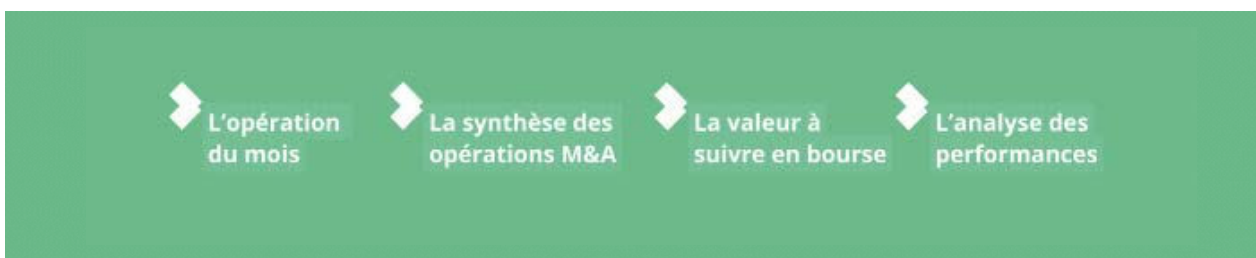 L'opération
du mois
La synthèse des
opérations M&A
La valeur à
suivre en bourse
L'analyse des
performances